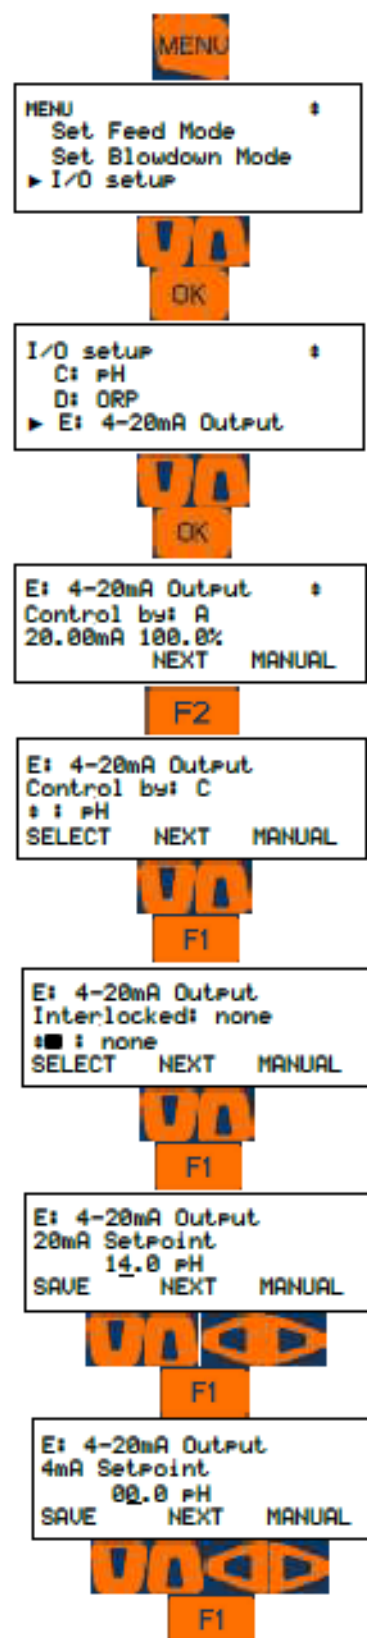 MENU
MENU
Set Feed Mode
Set Blowdown Mode
I/O setup
OK
I/O setup
C: pH
D: ORP
E: 4-20mA Output
OK
E: 4-20mA Output
Control by: A
20.00mA 100.0%
NEXT MANUAL
F2
E: 4-20mA Output
Control by: C
: pH
SELECT NEXT MANUAL
F1
E: 4-20mA Output
Interlocked: none
: none
SELECT NEXT MANUAL
F1
E: 4-20mA Output
20mA Setpoint
14.0 pH
SAVE NEXT MANUAL
F1
E: 4-20mA Output
4mA Setpoint
00.0 pH
SAVE NEXT MANUAL
F1